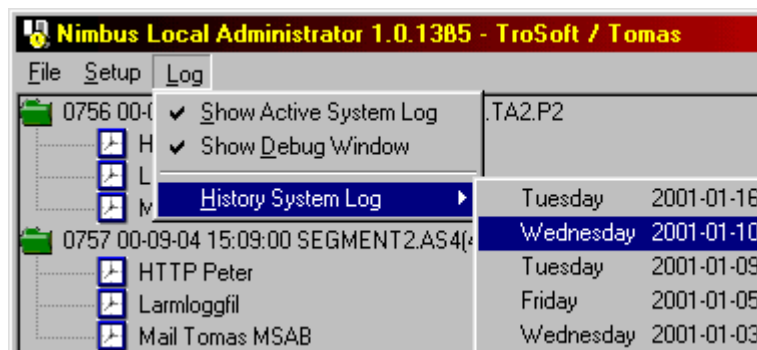 Nimbus Local Administrator 1.0.1385 - TroSoft / Tomas
File Setup Log
0756 00-0 .TA2.P2
Show Active System Log
Show Debug Window
History System Log
H
L
M
Tuesday 2001-01-16
Wednesday 2001-01-10
Tuesday 2001-01-09
Friday 2001-01-05
Wednesday 2001-01-03
0757 00-09-04 15:09:00 SEGMENT2.AS4(
HTTP Peter
Larmloggfil
Mail Tomas MSAB